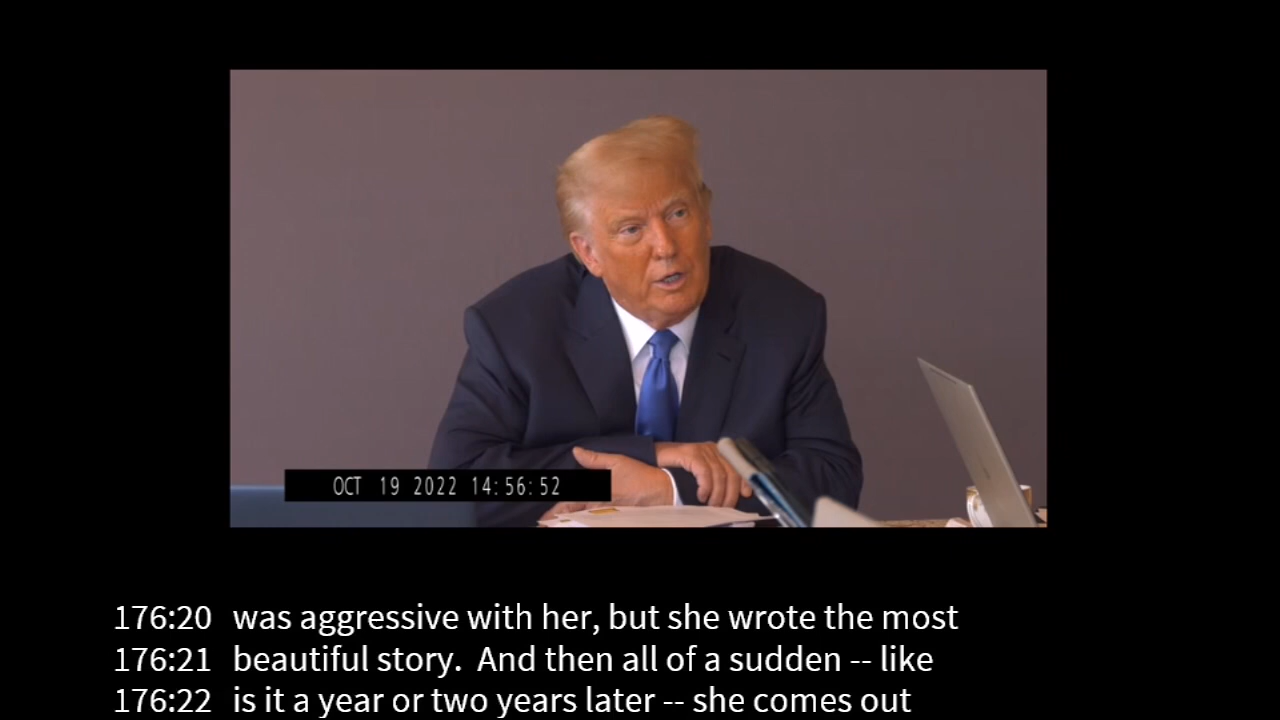 OCT 19 2022 14:56:52
176:20 was aggressive with her, but she wrote the most
176:21 beautiful story. And then all of a sudden -- like
176:22 is it a year or two years later -- she comes out